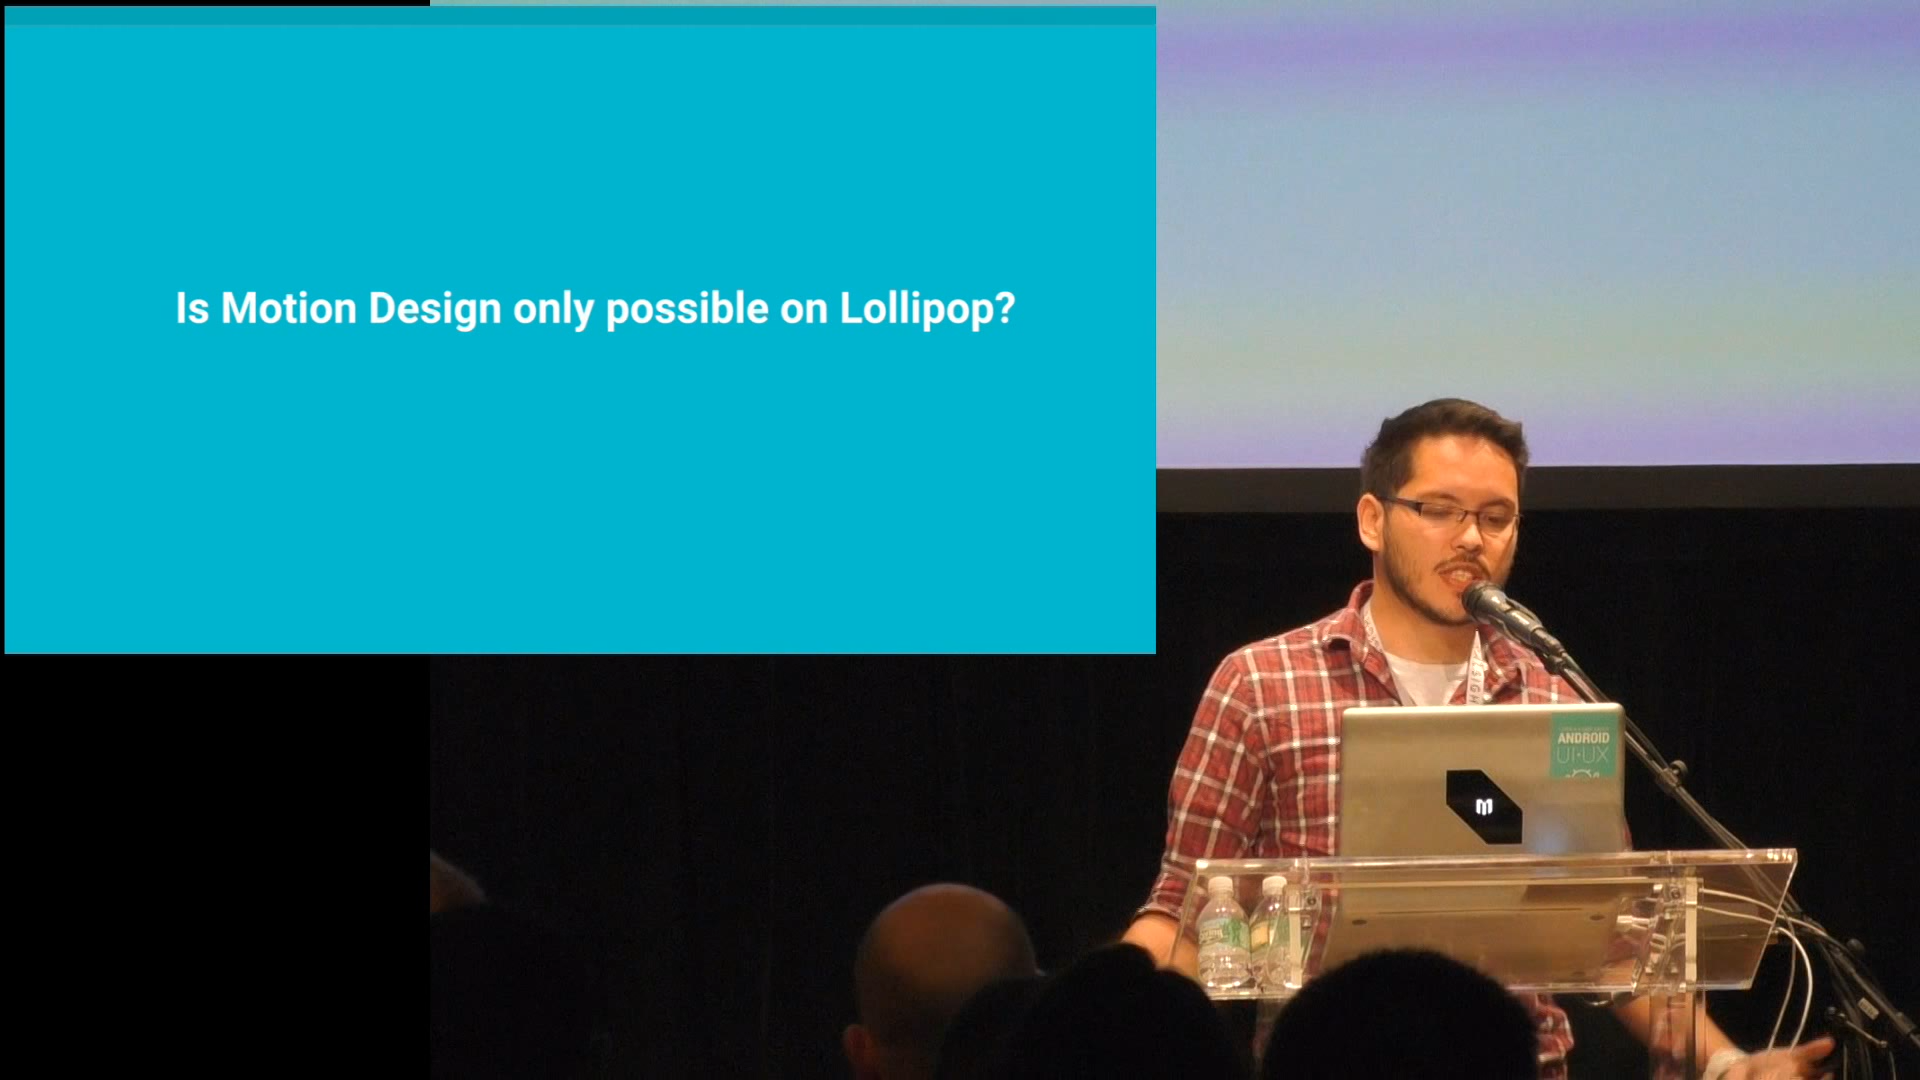 Is Motion Design only possible on Lollipop?
ANDROID
UI•UX